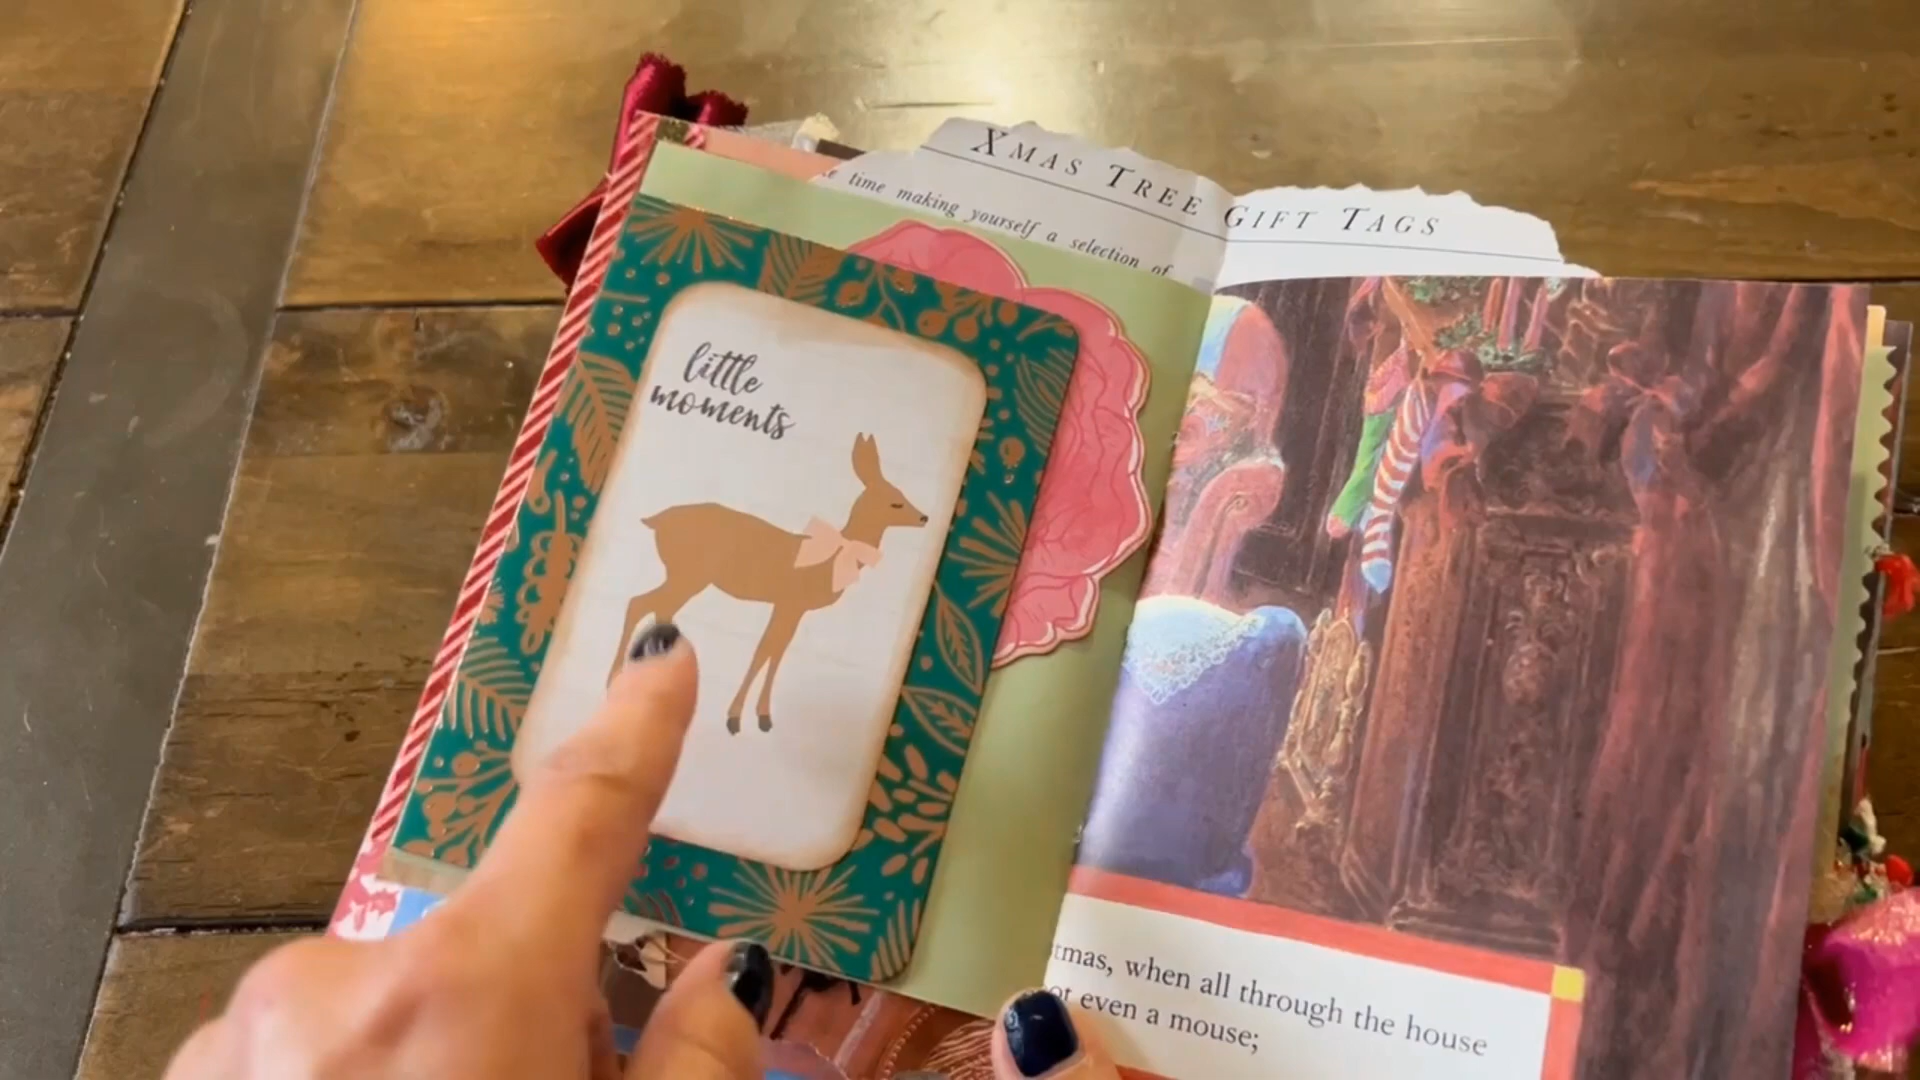 XMAS TREE GIFT TAGS
time making yourself a selection of
little
moments
tmas, when all through the house
or even a mouse;